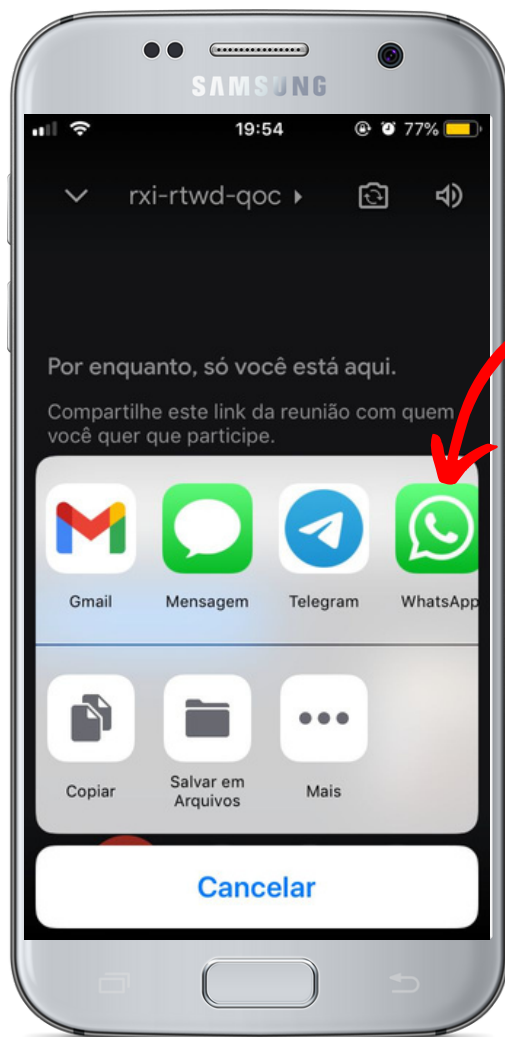 SAMSUNG
19:54
77%
rxi-rtwd-qoc
Por enquanto, só você está aqui.
Compartilhe este link da reunião com quem
você quer que participe.
Gmail
Mensagem
Telegram
WhatsApp
Copiar
Salvar em
Arquivos
Mais
Cancelar